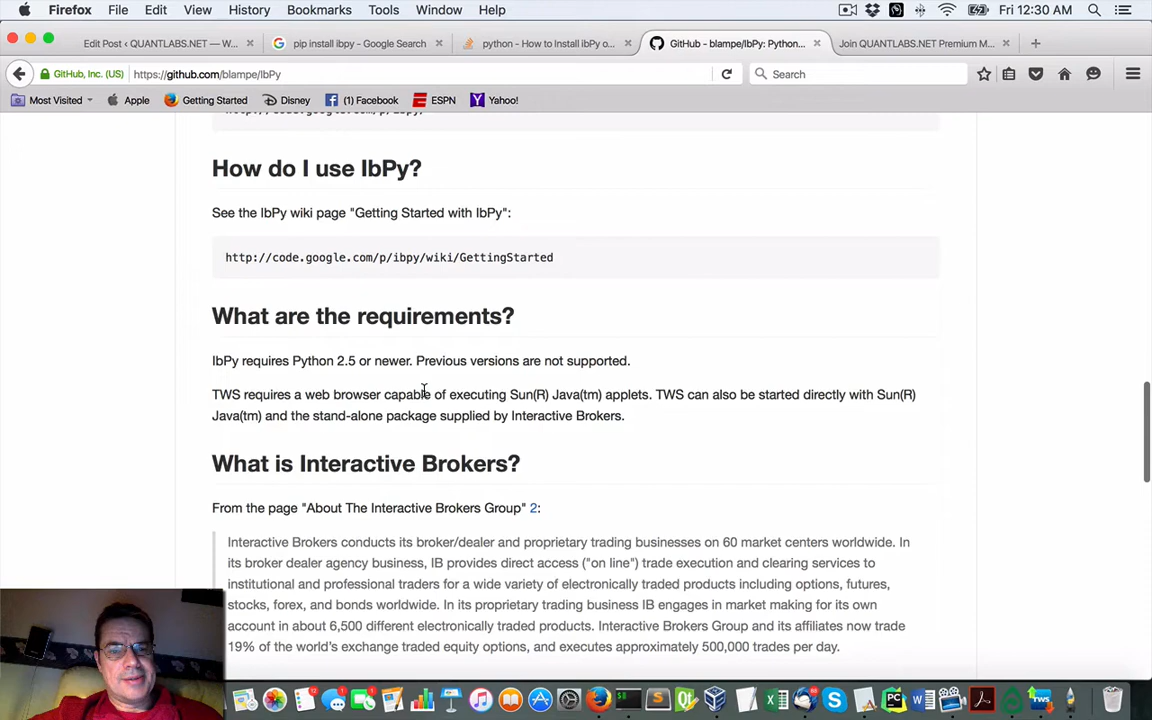 Firefox File Edit View History Bookmarks Tools Window Help Fri 12:30 AM
Edit Post ‹ QUANTLABS.NET — W... pip install ibpy - Google Search python - How to Install ibPy o... GitHub - blampe/IbPy: Python... Join QUANTLABS.NET Premium M...
GitHub, Inc. (US) https://github.com/blampe/IbPy Search
Most Visited Apple Getting Started Disney (1) Facebook ESPN Yahoo!
http://code.google.com/p/ibpy/
How do I use IbPy?
See the IbPy wiki page "Getting Started with IbPy":
http://code.google.com/p/ibpy/wiki/GettingStarted
What are the requirements?
IbPy requires Python 2.5 or newer. Previous versions are not supported.
TWS requires a web browser capable of executing Sun(R) Java(tm) applets. TWS can also be started directly with Sun(R)
Java(tm) and the stand-alone package supplied by Interactive Brokers.
What is Interactive Brokers?
From the page "About The Interactive Brokers Group" 2:
Interactive Brokers conducts its broker/dealer and proprietary trading businesses on 60 market centers worldwide. In
its broker dealer agency business, IB provides direct access ("on line") trade execution and clearing services to
institutional and professional traders for a wide variety of electronically traded products including options, futures,
stocks, forex, and bonds worldwide. In its proprietary trading business IB engages in market making for its own
account in about 6,500 different electronically traded products. Interactive Brokers Group and its affiliates now trade
19% of the world's exchange traded equity options, and executes approximately 500,000 trades per day.